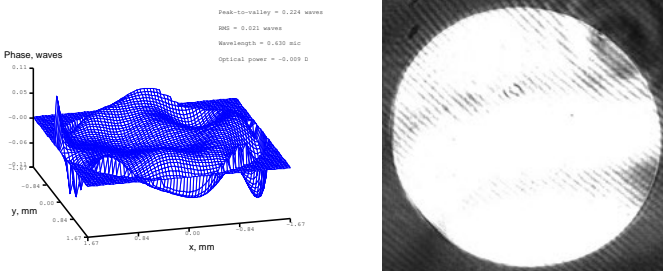 Peak-to-valley = 0.224 waves
RMS = 0.021 waves
Wavelength = 0.630 mic
Optical power = -0.009 D
Phase, waves
0.11
0.05
-0.00
-0.06
-0.11
-1.67
-0.84
0.00
0.84
1.67
y, mm
1.67
0.84
0.00
-0.84
-1.67
x, mm